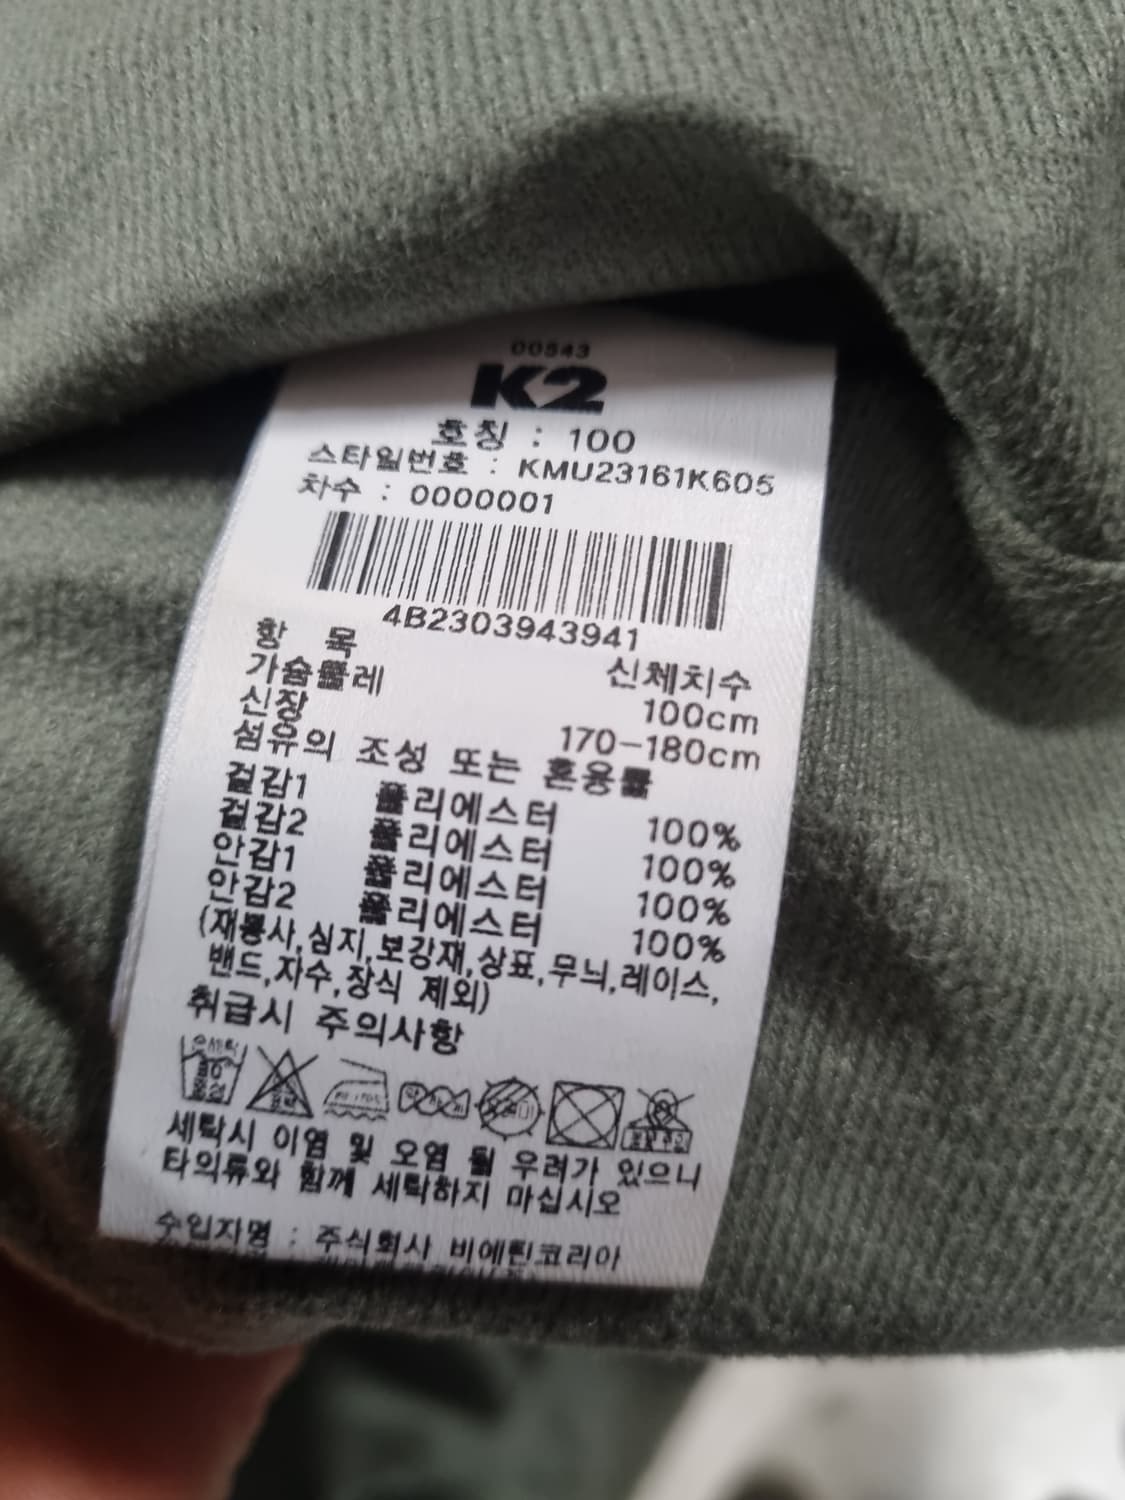 00543
K2
호칭 : 100
스타일번호 : KMU23161K605
차수 : 0000001
4B2303943941
항 목 신체치수
가슴둘레 100cm
신장 170-180cm
섬유의 조성 또는 혼용률
겉감1 폴리에스터 100%
겉감2 폴리에스터 100%
안감1 폴리에스터 100%
안감2 폴리에스터 100%
(재봉사,심지,보강재,상표,무늬,레이스,
밴드,자수,장식 제외)
취급시 주의사항
세탁시 이염 및 오염 될 우려가 있으니
타의류와 함께 세탁하지 마십시오
수입자명 : 주식회사 비에틴코리아